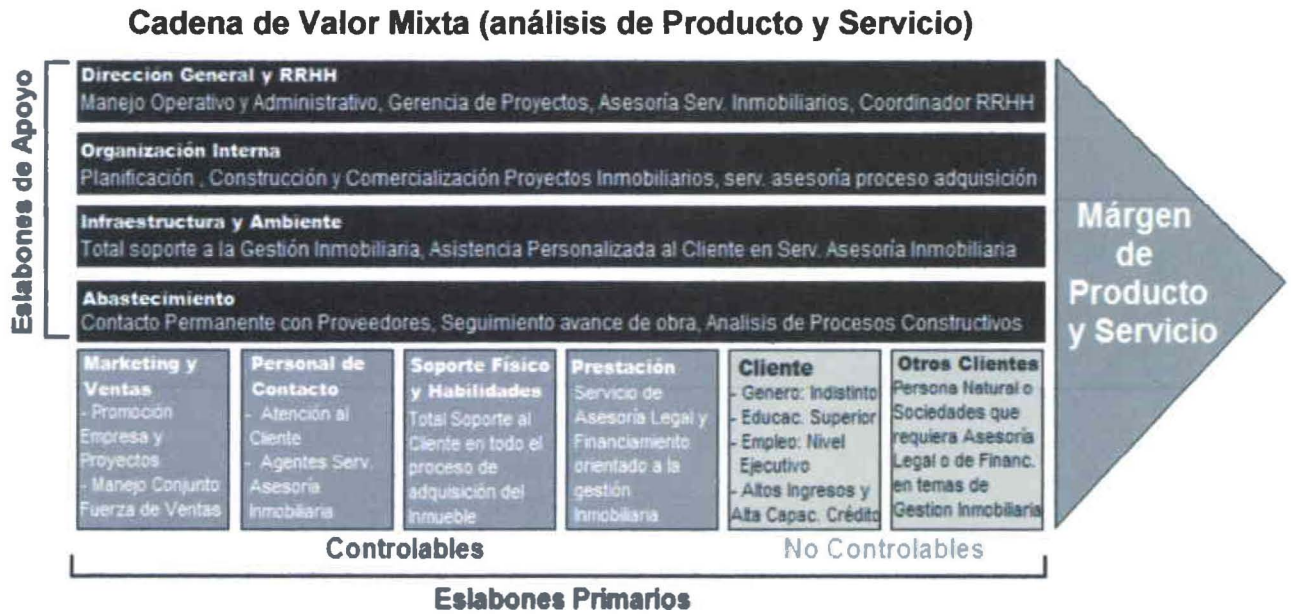 Cadena de Valor Mixta (análisis de Producto y Servicio)
Eslabones de Apoyo
Dirección General y RRHH
Manejo Operativo y Administrativo, Gerencia de Proyectos, Asesoría Serv. Inmobiliarios, Coordinador RRHH
Organización Interna
Planificación , Construcción y Comercialización Proyectos Inmobiliarios, serv. asesoría proceso adquisición
Infraestructura y Ambiente
Total soporte a la Gestión Inmobiliaria, Asistencia Personalizada al Cliente en Serv. Asesoría Inmobiliaria
Abastecimiento
Contacto Permanente con Proveedores, Seguimiento avance de obra, Analisis de Procesos Constructivos
Marketing y
Ventas
- Promoción
Empresa y
Proyectos
- Manejo Conjunto
Fuerza de Ventas
Personal de
Contacto
- Atención al
Cliente
- Agentes Serv.
Asesoría
Inmobiliaria
Soporte Físico
y Habilidades
Total Soporte al
Cliente en todo el
proceso de
adquisición del
Inmueble
Prestación
Servicio de
Asesoría Legal y
Financiamiento
orientado a la
gestión
Inmobiliaria
Cliente
- Genero: Indistinto
- Educac. Superior
- Empleo: Nivel
Ejecutivo
- Altos Ingresos y
Alta Capac. Crédito
Otros Clientes
Persona Natural o
Sociedades que
requiera Asesoría
Legal o de Financ.
en temas de
Gestion Inmobiliaria
Márgen
de
Producto
y Servicio
Controlables
No Controlables
Eslabones Primarios